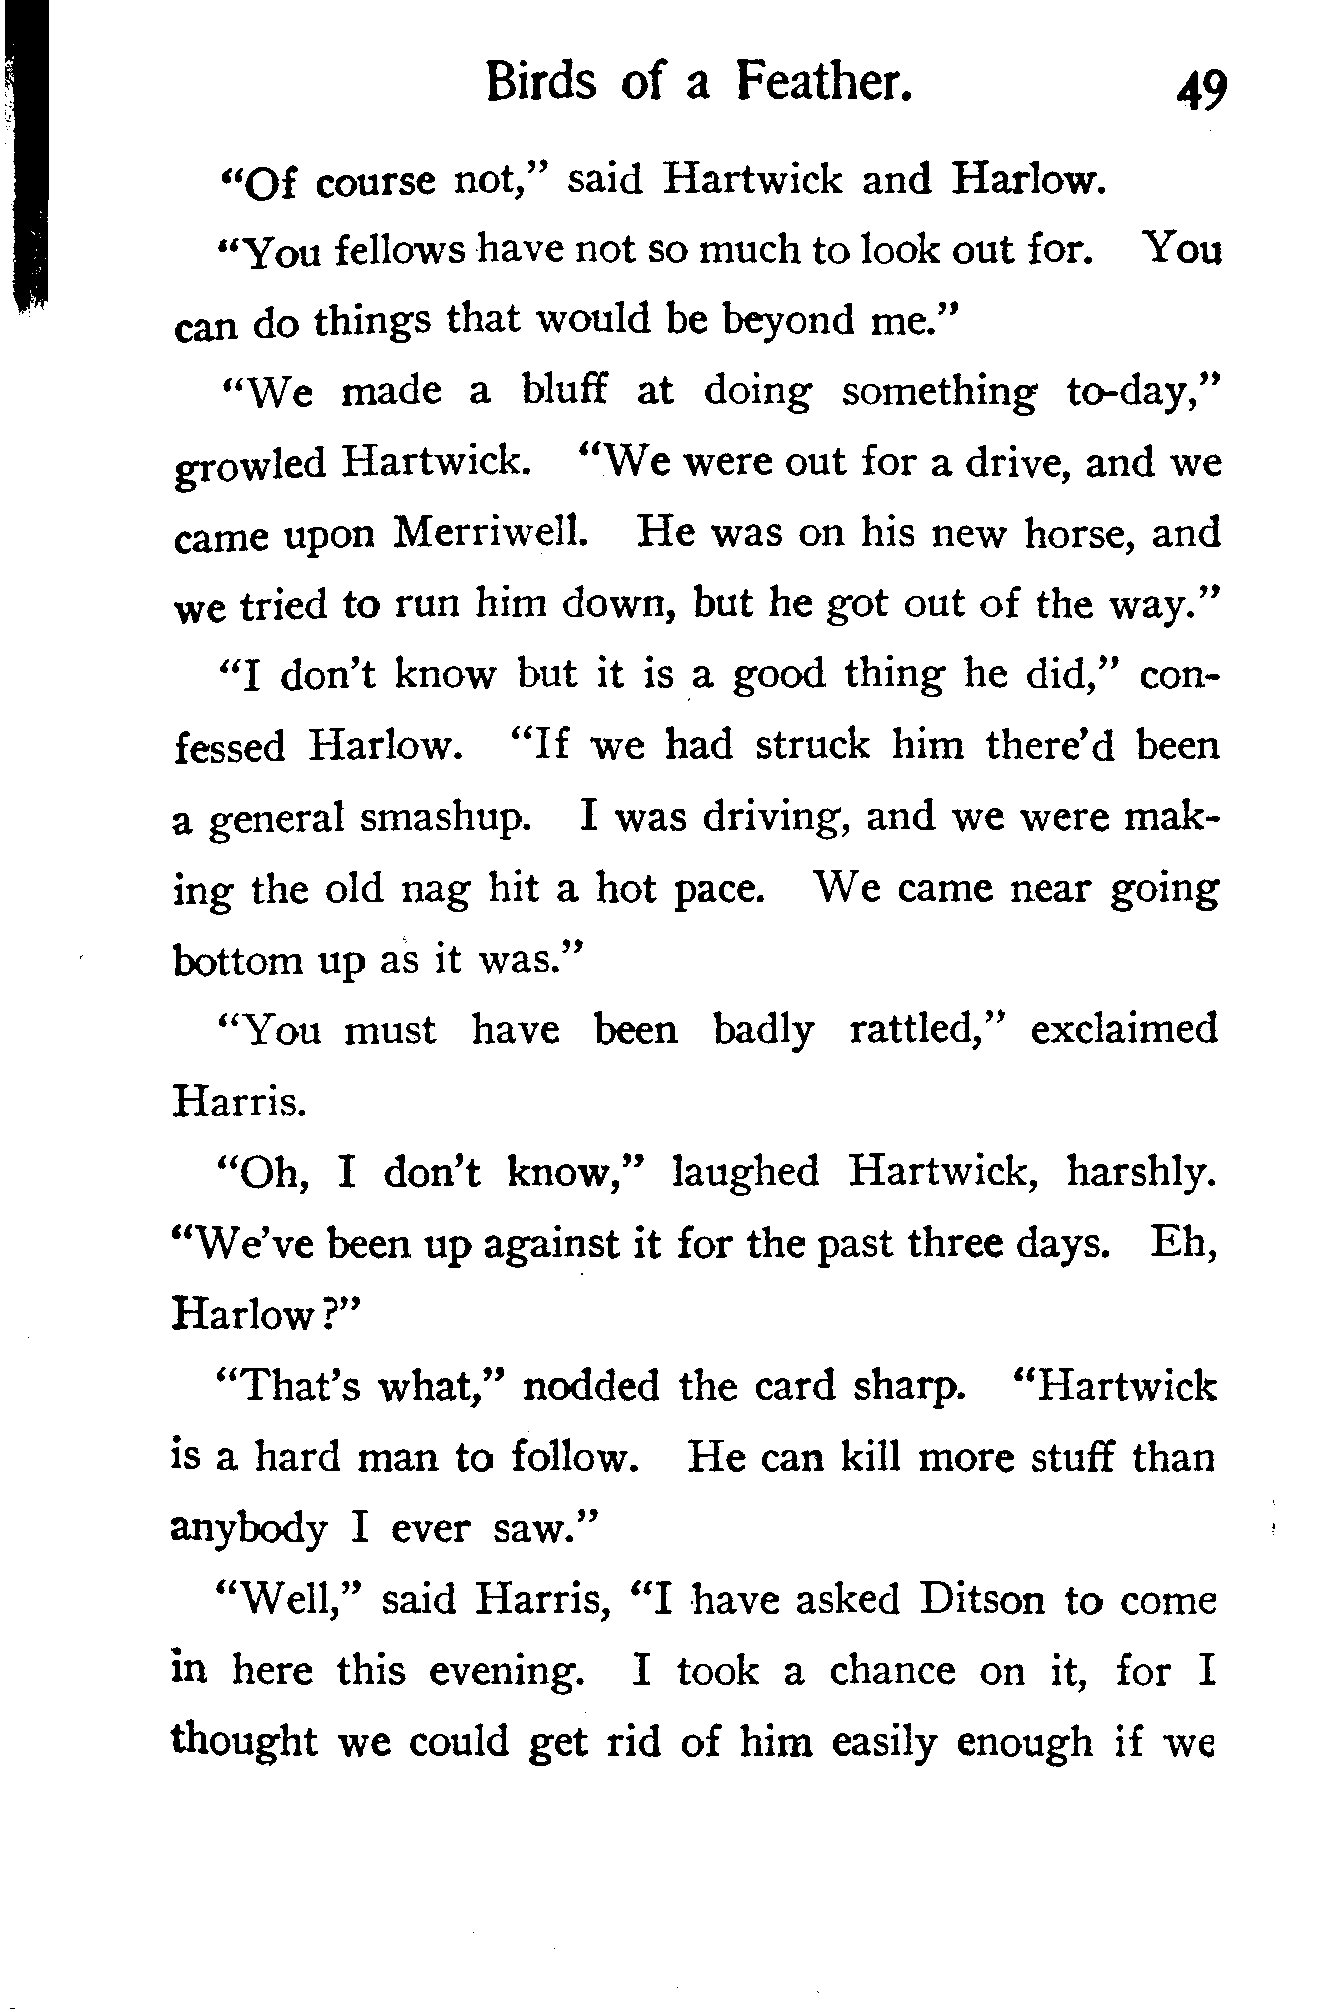 Birds of a Feather. 49
“Of course not,” said Hartwick and Harlow.
“You fellows have not so much to look out for. You
can do things that would be beyond me.”
“We made a bluff at doing something to-day,”
growled Hartwick. “We were out for a drive, and we
came upon Merriwell. He was on his new horse, and
we tried to run him down, but he got out of the way.”
“I don’t know but it is a good thing he did,” con-
fessed Harlow. “If we had struck him there’d been
a general smashup. I was driving, and we were mak-
ing the old nag hit a hot pace. We came near going
bottom up as it was.”
“You must have been badly rattled,” exclaimed
Harris.
“Oh, I don’t know,” laughed Hartwick, harshly.
“We’ve been up against it for the past three days. Eh,
Harlow?”
“That’s what,” nodded the card sharp. “Hartwick
is a hard man to follow. He can kill more stuff than
anybody I ever saw.”
“Well,” said Harris, “I have asked Ditson to come
in here this evening. I took a chance on it, for I
thought we could get rid of him easily enough if we